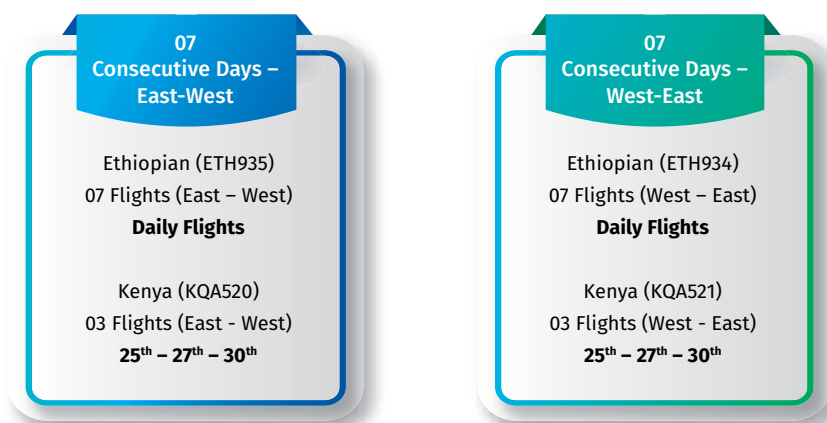 07
Consecutive Days –
East-West
Ethiopian (ETH935)
07 Flights (East – West)
Daily Flights
Kenya (KQA520)
03 Flights (East - West)
25th – 27th – 30th
07
Consecutive Days –
West-East
Ethiopian (ETH934)
07 Flights (West – East)
Daily Flights
Kenya (KQA521)
03 Flights (West - East)
25th – 27th – 30th